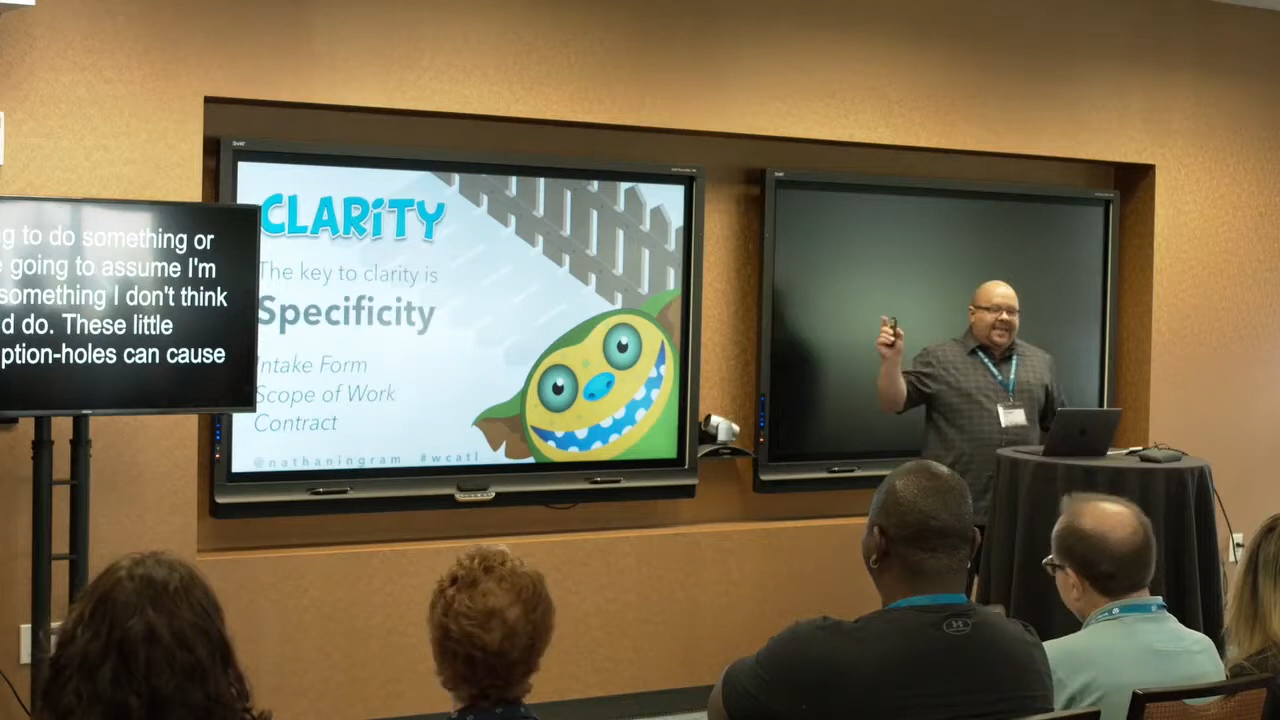 g to do something or
going to assume I'm
something I don't think
d do. These little
ption-holes can cause
CLARiTY
The key to clarity is
Specificity
Intake Form
Scope of Work
Contract
@nathaningram #wcatl